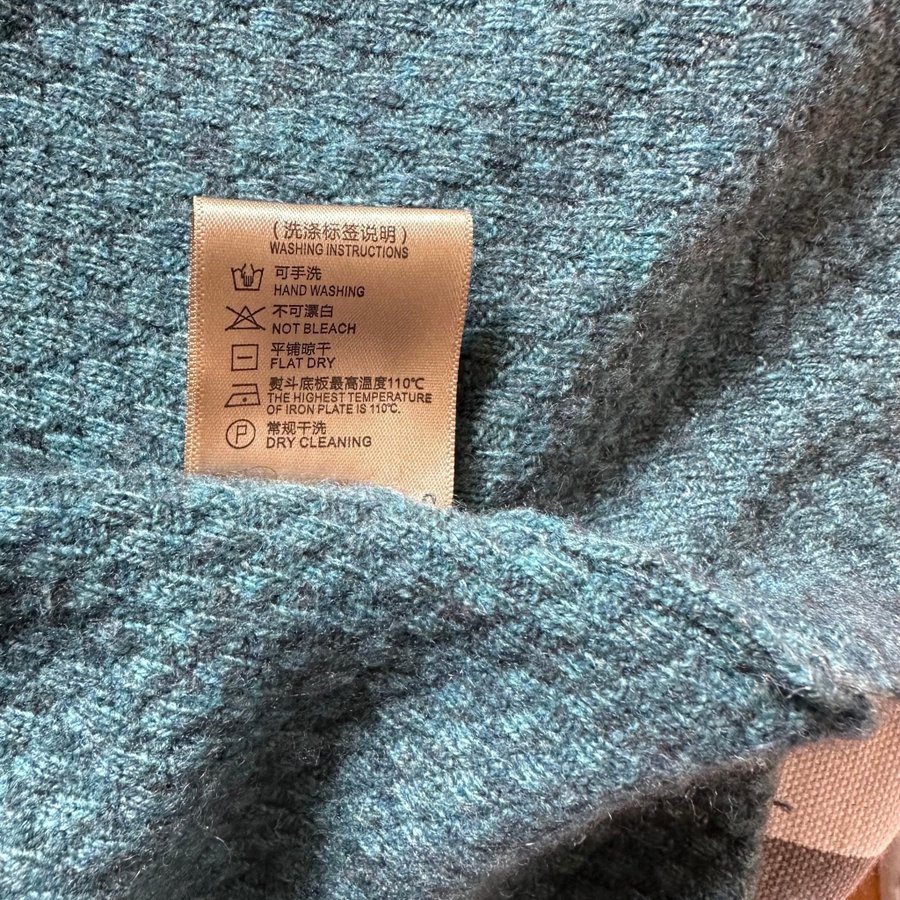 (洗涤标签说明)
WASHING INSTRUCTIONS
可手洗
HAND WASHING
不可漂白
NOT BLEACH
平铺晾干
FLAT DRY
熨斗底板最高温度110℃
THE HIGHEST TEMPERATURE
OF IRON PLATE IS 110℃.
P 常规干洗
DRY CLEANING